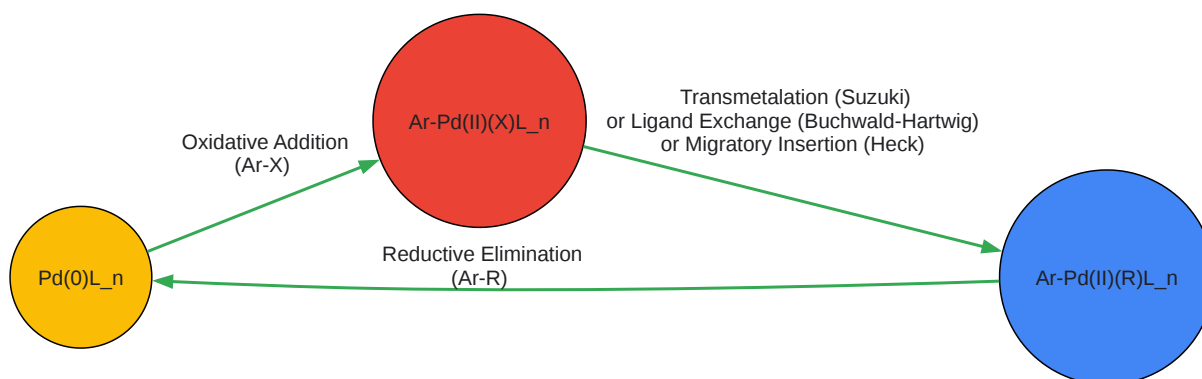 Transmetalation (Suzuki)
or Ligand Exchange (Buchwald-Hartwig)
or Migratory Insertion (Heck)
Ar-Pd(II)(X)L_n
Oxidative Addition
(Ar-X)
Reductive Elimination
(Ar-R)
Pd(0)L_n
Ar-Pd(II)(R)L_n